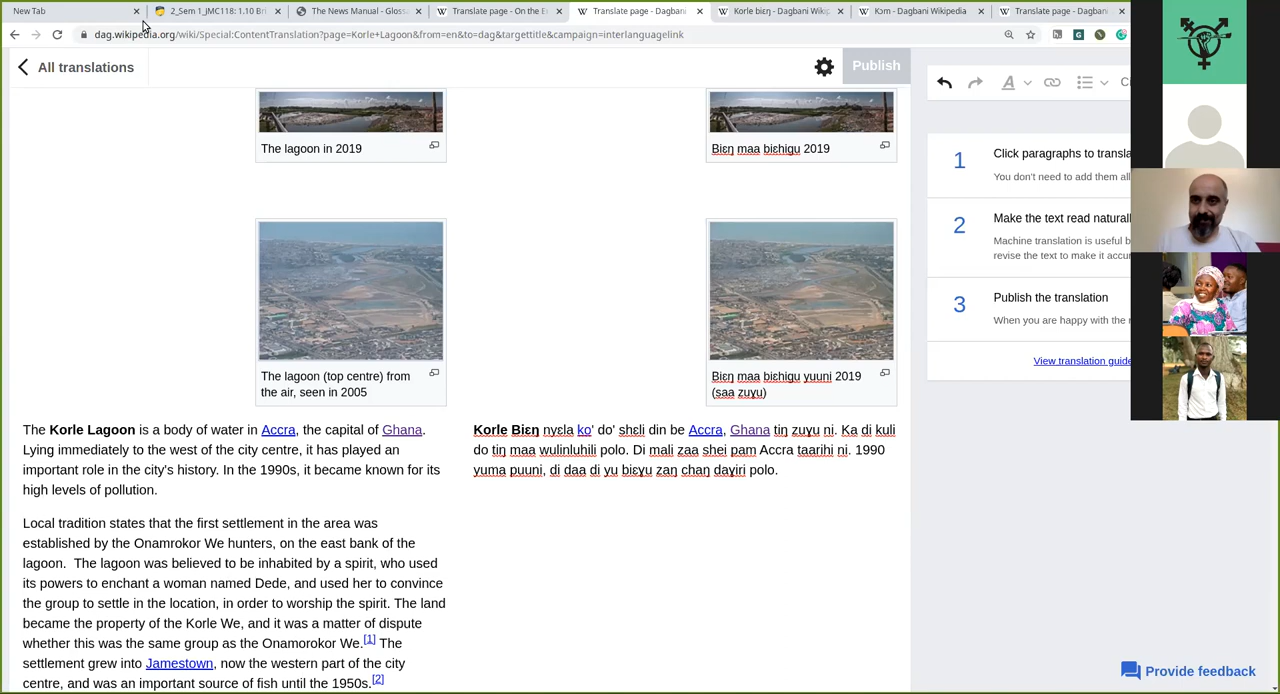 New Tab
2_Sem 1_JMC118: 1.10 Bri
The News Manual - Gloss
Translate page - On the E
Translate page - Dagbani
Korle biɛŋ - Dagbani Wikip
Kɔm - Dagbani Wikipedia
Translate page - Dagban
dag.wikipedia.org/wiki/Special:ContentTranslation?page=Korle+Lagoon&from=en&to=dag&targettitle&campaign=interlanguagelink
All translations
Publish
The lagoon in 2019
Biɛŋ maa biɛhigu 2019
The lagoon (top centre) from
the air, seen in 2005
Biɛŋ maa biɛhigu yuuni 2019
(saa zuɣu)
The Korle Lagoon is a body of water in Accra, the capital of Ghana.
Lying immediately to the west of the city centre, it has played an
important role in the city's history. In the 1990s, it became known for its
high levels of pollution.
Local tradition states that the first settlement in the area was
established by the Onamrokor We hunters, on the east bank of the
lagoon.  The lagoon was believed to be inhabited by a spirit, who used
its powers to enchant a woman named Dede, and used her to convince
the group to settle in the location, in order to worship the spirit. The land
became the property of the Korle We, and it was a matter of dispute
whether this was the same group as the Onamorokor We.[1] The
settlement grew into Jamestown, now the western part of the city
centre, and was an important source of fish until the 1950s.[2]
Korle Biɛŋ nyɛla ko' do' shɛli din be Accra, Ghana tiŋ zuɣu ni. Ka di kuli
do tiŋ maa wulinluhili polo. Di mali zaa shei pam Accra taarihi ni. 1990
yuma puuni, di daa di yu biɛɣu zaŋ chaŋ daɣiri polo.
1
Click paragraphs to transla
You don't need to add them all
2
Make the text read naturall
Machine translation is useful b
revise the text to make it accur
3
Publish the translation
When you are happy with the r
View translation guide
Provide feedback